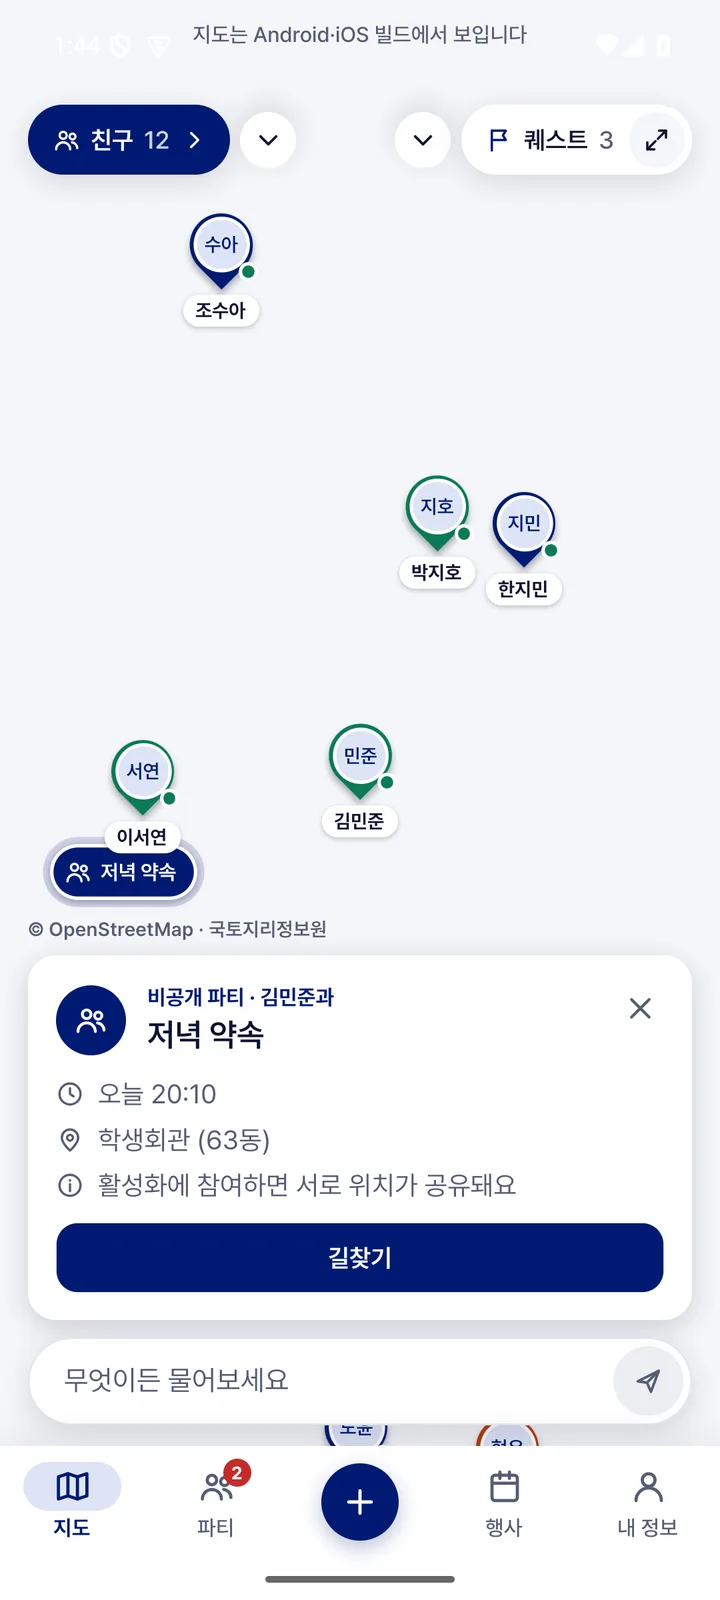 지도는 Android·iOS 빌드에서 보입니다
1:44
친구 12
퀘스트 3
수아
조수아
지호
박지호
지민
한지민
서연
이서연
민준
김민준
저녁 약속
© OpenStreetMap · 국토지리정보원
비공개 파티 · 김민준과
저녁 약속
오늘 20:10
학생회관 (63동)
활성화에 참여하면 서로 위치가 공유돼요
길찾기
무엇이든 물어보세요
지도
파티
2
행사
내 정보